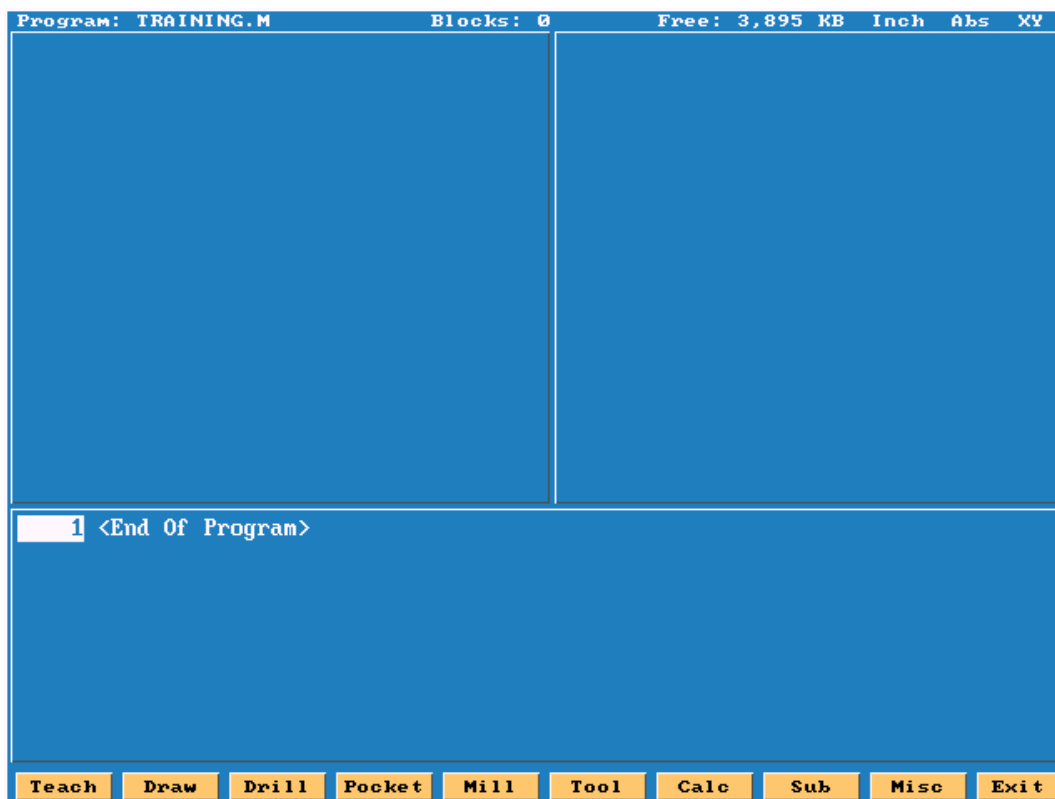 Program: TRAINING.M Blocks: 0 Free: 3,895 KB Inch Abs XY
1 <End Of Program>
Teach Draw Drill Pocket Mill Tool Calc Sub Misc Exit